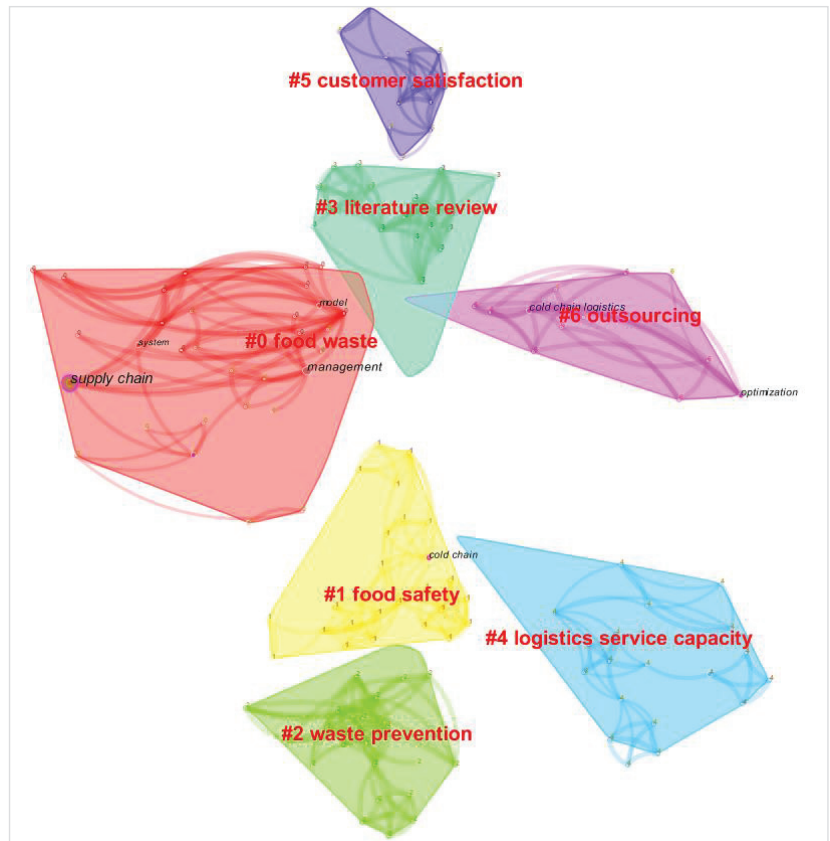 #5 customer satisfaction
#3 literature review
model
cold chain logistics
#6 outsourcing
system
#0 food waste
management
supply chain
optimization
cold chain
#1 food safety
#4 logistics service capacity
#2 waste prevention